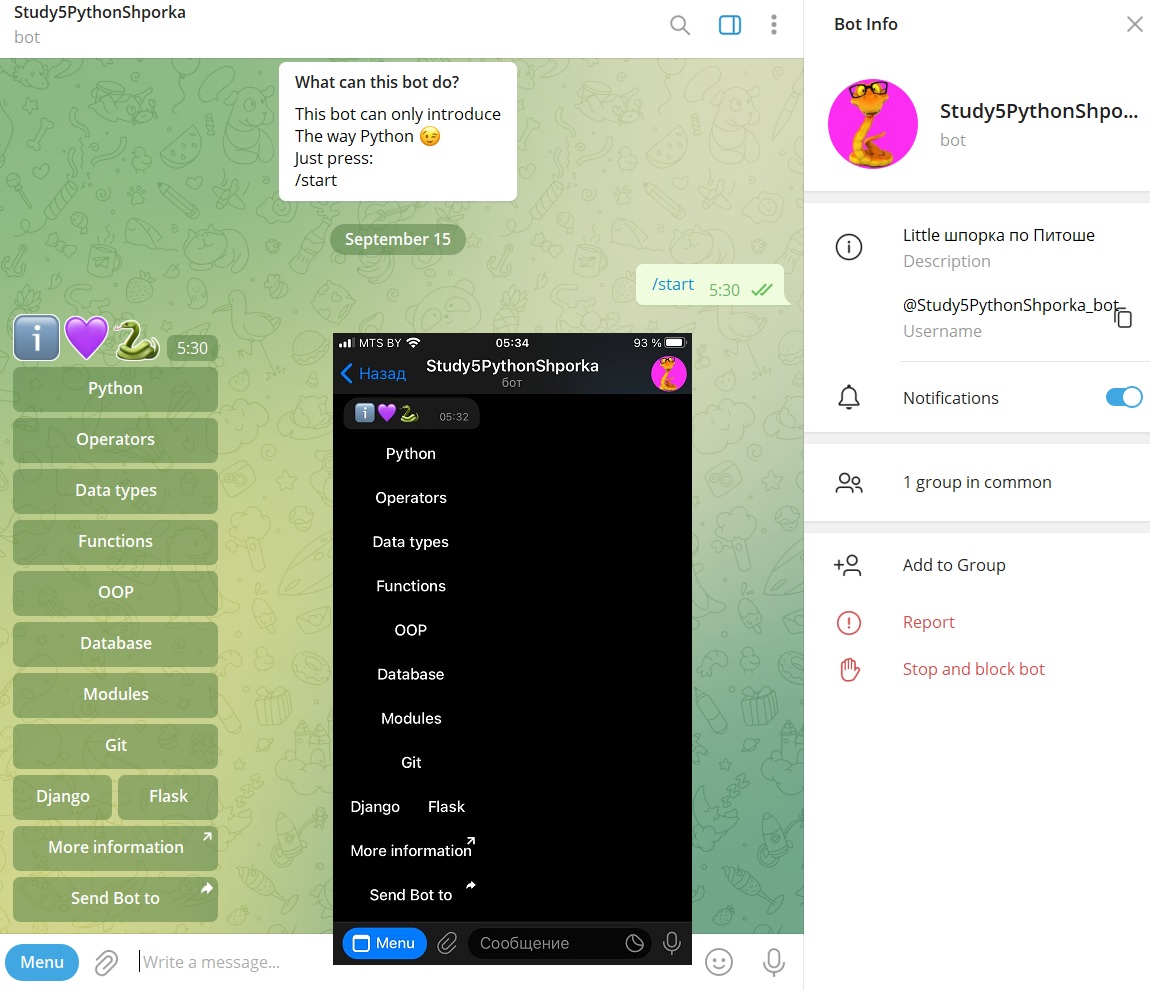 Study5PythonShporka
bot
What can this bot do?
This bot can only introduce
The way Python 😉
Just press:
/start
September 15
/start 5:30
5:30
Python
Operators
Data types
Functions
OOP
Database
Modules
Git
Django Flask
More information
Send Bot to
Menu
Write a message...
MTS BY 05:34 93 %
Назад Study5PythonShporka
бот
05:32
Python
Operators
Data types
Functions
OOP
Database
Modules
Git
Django Flask
More information
Send Bot to
Menu Сообщение
Bot Info
Study5PythonShpo...
bot
Little шпорка по Питоше
Description
@Study5PythonShporka_bot
Username
Notifications
1 group in common
Add to Group
Report
Stop and block bot